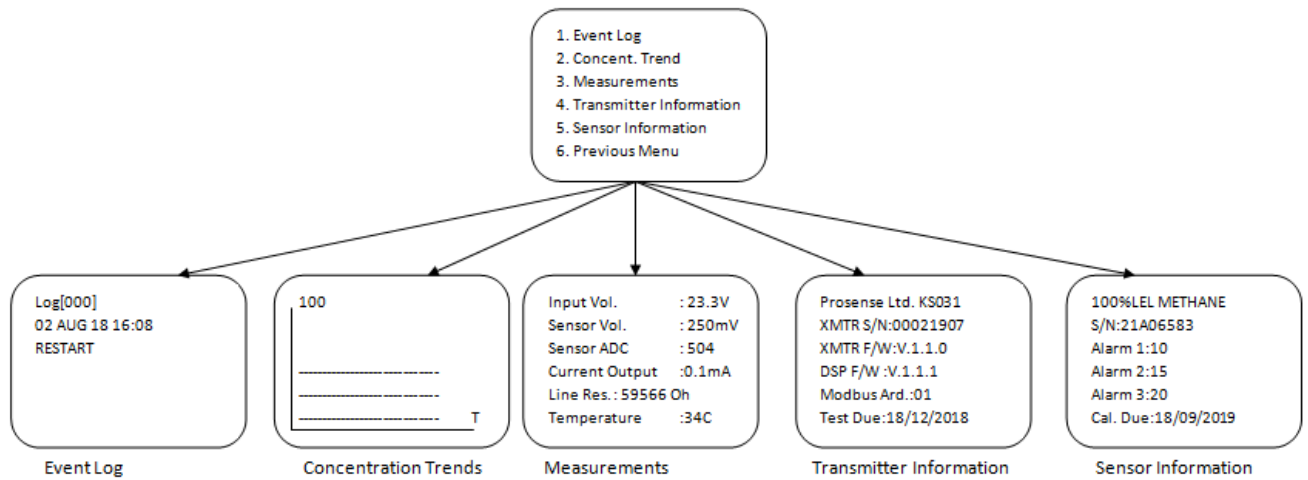 1. Event Log
2. Concent. Trend
3. Measurements
4. Transmitter Information
5. Sensor Information
6. Previous Menu
Log[000]
02 AUG 18 16:08
RESTART
Event Log
100
T
Concentration Trends
Input Vol. : 23.3V
Sensor Vol. : 250mV
Sensor ADC : 504
Current Output :0.1mA
Line Res. : 59566 Oh
Temperature :34C
Measurements
Prosense Ltd. KS031
XMTR S/N:00021907
XMTR F/W:V.1.1.0
DSP F/W :V.1.1.1
Modbus Ard.:01
Test Due:18/12/2018
Transmitter Information
100%LEL METHANE
S/N:21A06583
Alarm 1:10
Alarm 2:15
Alarm 3:20
Cal. Due:18/09/2019
Sensor Information